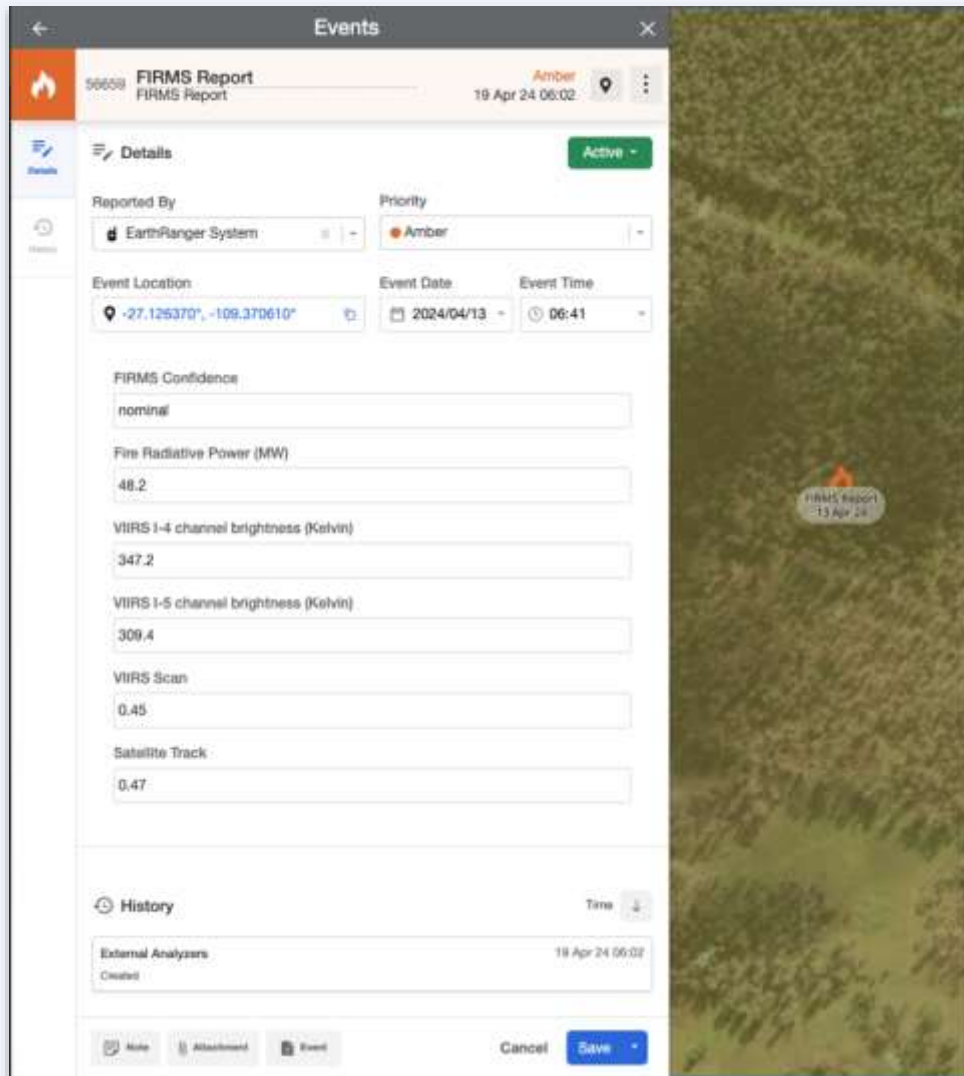 Events
FIRMS Report
Amber
FIRMS Report
19 Apr 24 06:02
Details
Active
Details
Reported By
Priority
EarthRanger System
Amber
History
Event Location
Event Date
Event Time
-27.126370°, -109.370610°
2024/04/13
06:41
FIRMS Confidence
nominal
Fire Radiative Power (MW)
48.2
VIIRS I-4 channel brightness (Kelvin)
347.2
VIIRS I-5 channel brightness (Kelvin)
309.4
VIIRS Scan
0.45
Satellite Track
0.47
FIRMS Report
13 Apr 24
History
Time
External Analyzers
19 Apr 24 06:02
Created
Note
Attachment
Event
Cancel
Save